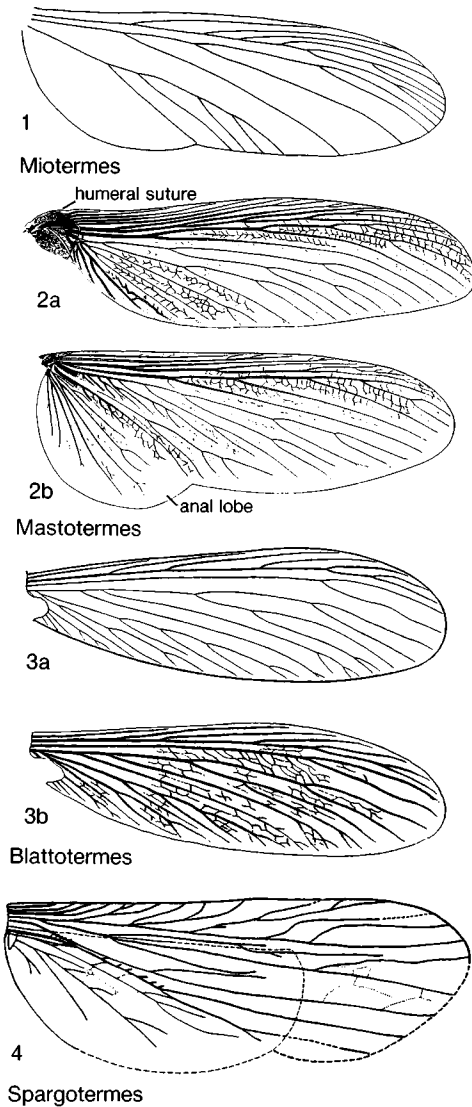 1
Miotermes
humeral suture
2a
2b
anal lobe
Mastotermes
3a
3b
Blattotermes
4
Spargotermes